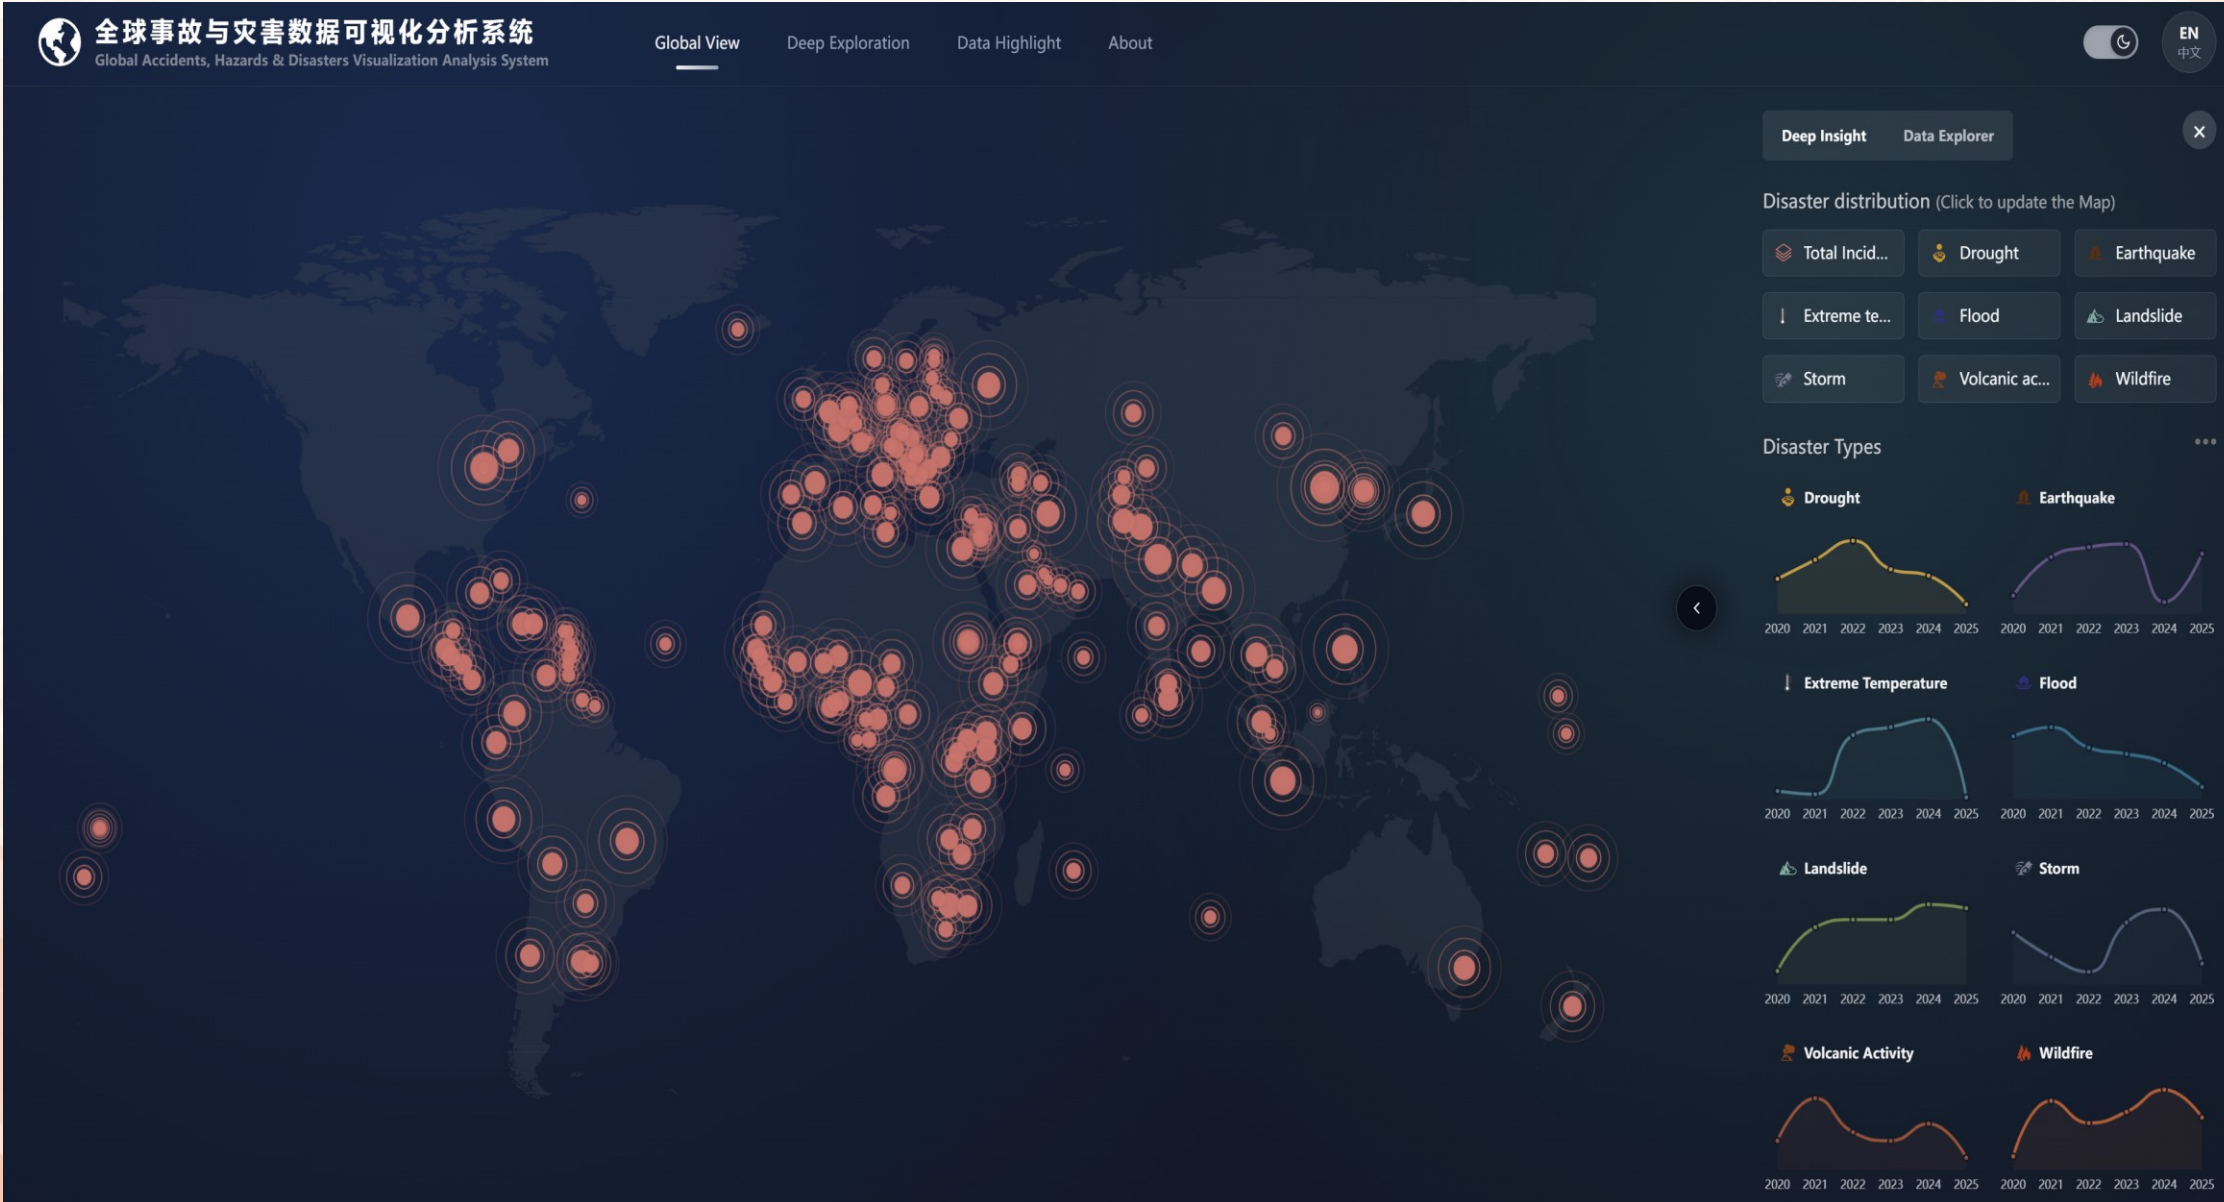 全球事故与灾害数据可视化分析系统
Global Accidents, Hazards & Disasters Visualization Analysis System
Global View Deep Exploration Data Highlight About
EN
中文
Deep Insight Data Explorer
Disaster distribution (Click to update the Map)
Total Incid... Drought Earthquake
Extreme te... Flood Landslide
Storm Volcanic ac... Wildfire
Disaster Types
Drought Earthquake
2020 2021 2022 2023 2024 2025 2020 2021 2022 2023 2024 2025
Extreme Temperature Flood
2020 2021 2022 2023 2024 2025 2020 2021 2022 2023 2024 2025
Landslide Storm
2020 2021 2022 2023 2024 2025 2020 2021 2022 2023 2024 2025
Volcanic Activity Wildfire
2020 2021 2022 2023 2024 2025 2020 2021 2022 2023 2024 2025